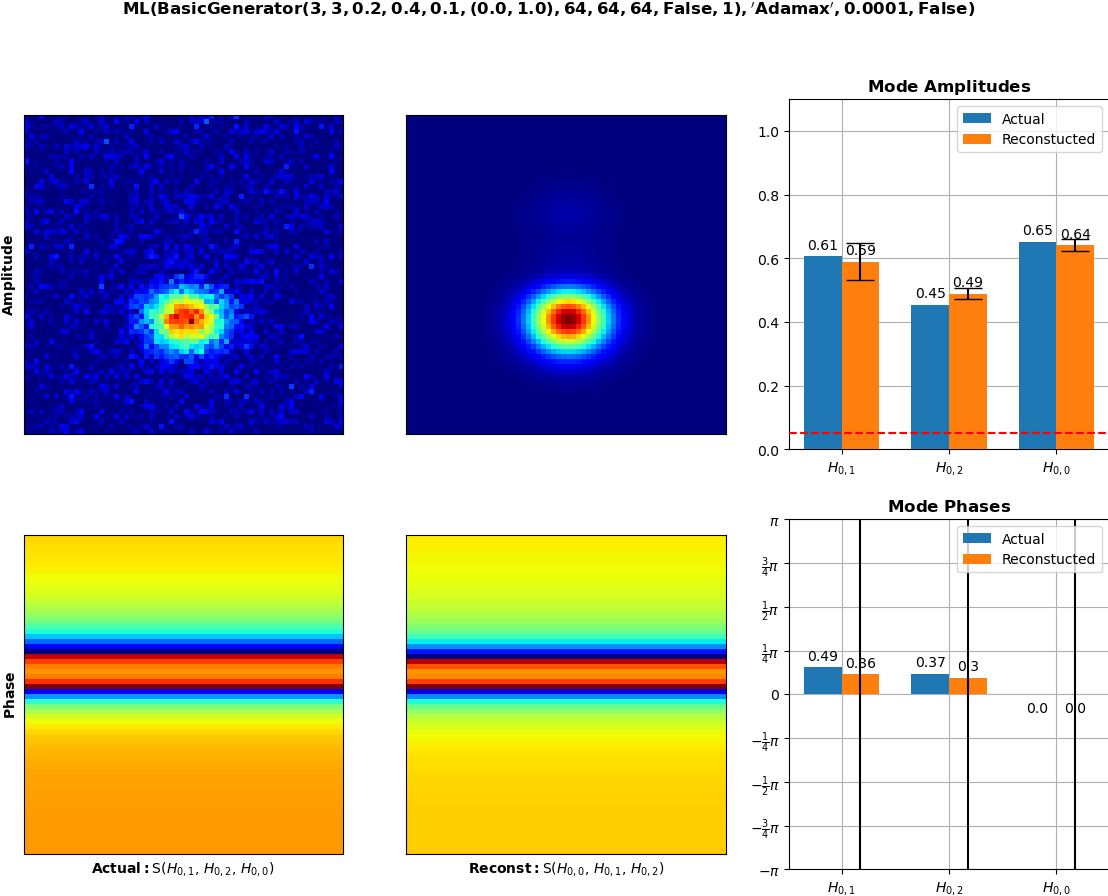 ML(BasicGenerator(3, 3, 0.2, 0.4, 0.1, (0.0, 1.0), 64, 64, 64, False, 1), ′Adamax′, 0.0001, False)
Amplitude
Mode Amplitudes
Actual
Reconstucted
1.0
0.8
0.6
0.4
0.2
0.0
0.61
0.59
0.45
0.49
0.65
0.64
H0, 1
H0, 2
H0, 0
Phase
Actual: S(H0, 1, H0, 2, H0, 0)
Reconst: S(H0, 0, H0, 1, H0, 2)
Mode Phases
Actual
Reconstucted
π
3/4π
1/2π
1/4π
0
−1/4π
−1/2π
−3/4π
−π
0.49
0.36
0.37
0.3
0.0
0.0
H0, 1
H0, 2
H0, 0